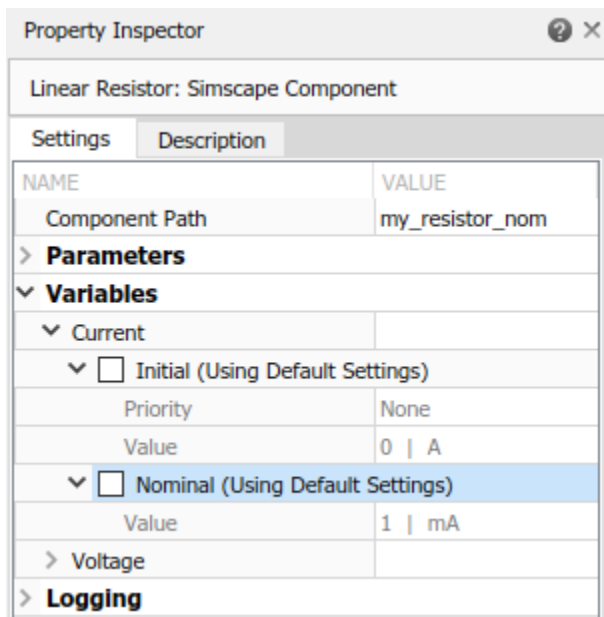 Property Inspector
Linear Resistor: Simscape Component
Settings Description
NAME VALUE
Component Path my_resistor_nom
Parameters
Variables
Current
Initial (Using Default Settings)
Priority None
Value 0 | A
Nominal (Using Default Settings)
Value 1 | mA
Voltage
Logging